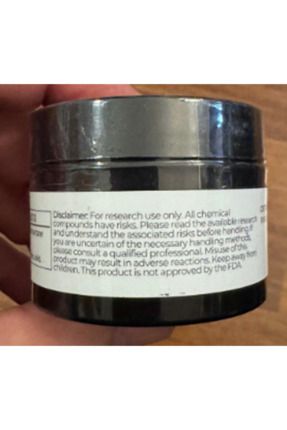 Disclaimer: For research use only. All chemical
compounds have risks. Please read the available research
and understand the associated risks before handling. If
you are uncertain of the necessary handling methods,
please consult a qualified professional. Misuse of this
product may result in adverse reactions. Keep away from
children. This product is not approved by the FDA.